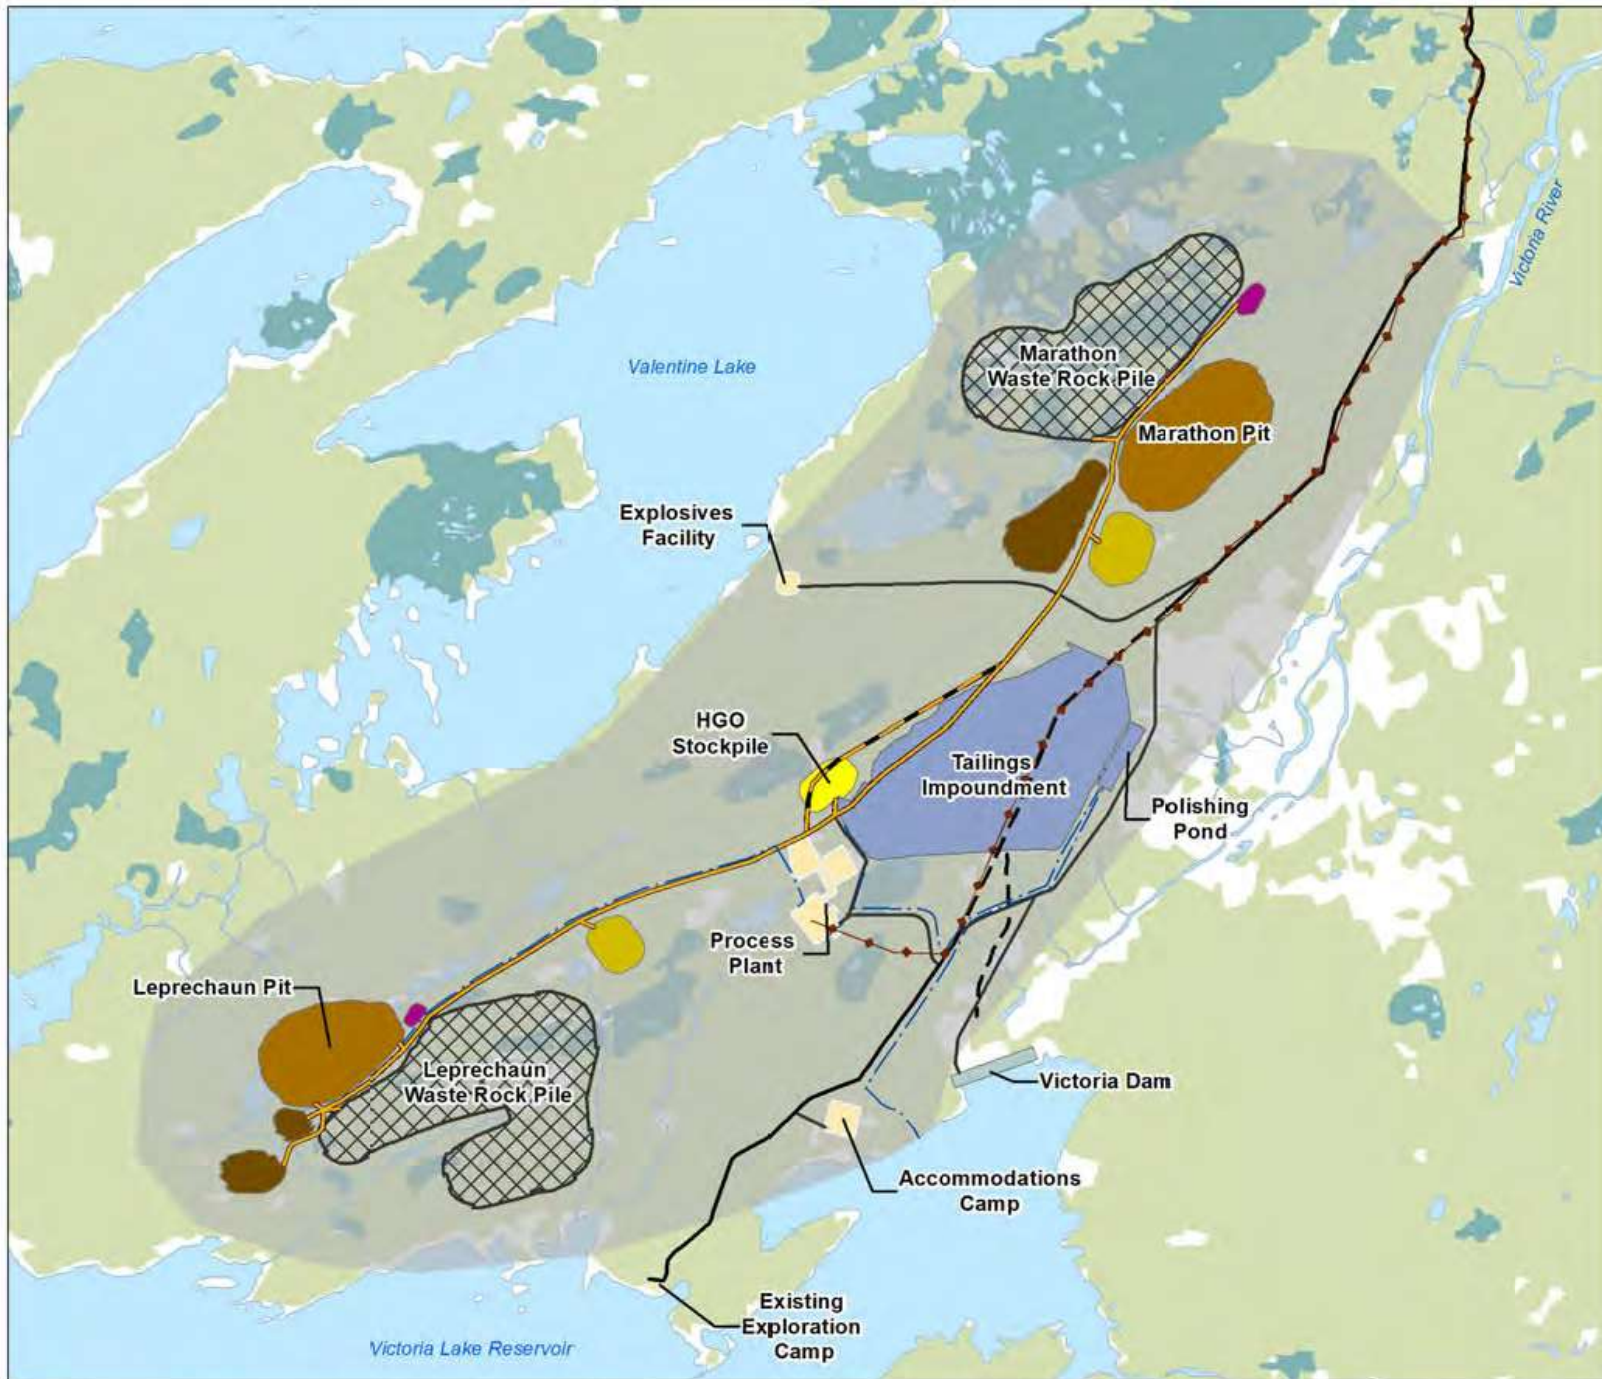 Victoria River
Marathon
Waste Rock Pile
Valentine Lake
Marathon Pit
Explosives
Facility
HGO
Stockpile
Tailings
Impoundment
Polishing
Pond
Process
Plant
Leprechaun Pit
Leprechaun
Waste Rock Pile
Victoria Dam
Accommodations
Camp
Existing
Exploration
Camp
Victoria Lake Reservoir